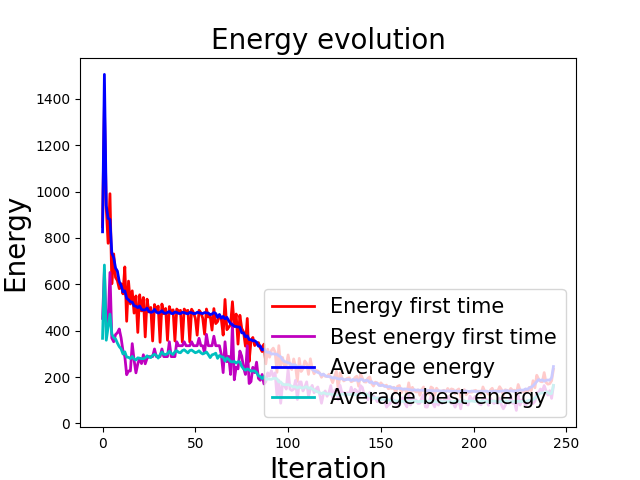 Energy evolution
Energy
1400
1200
1000
800
600
400
200
0
Energy first time
Best energy first time
Average energy
Average best energy
0 50 100 150 200 250
Iteration